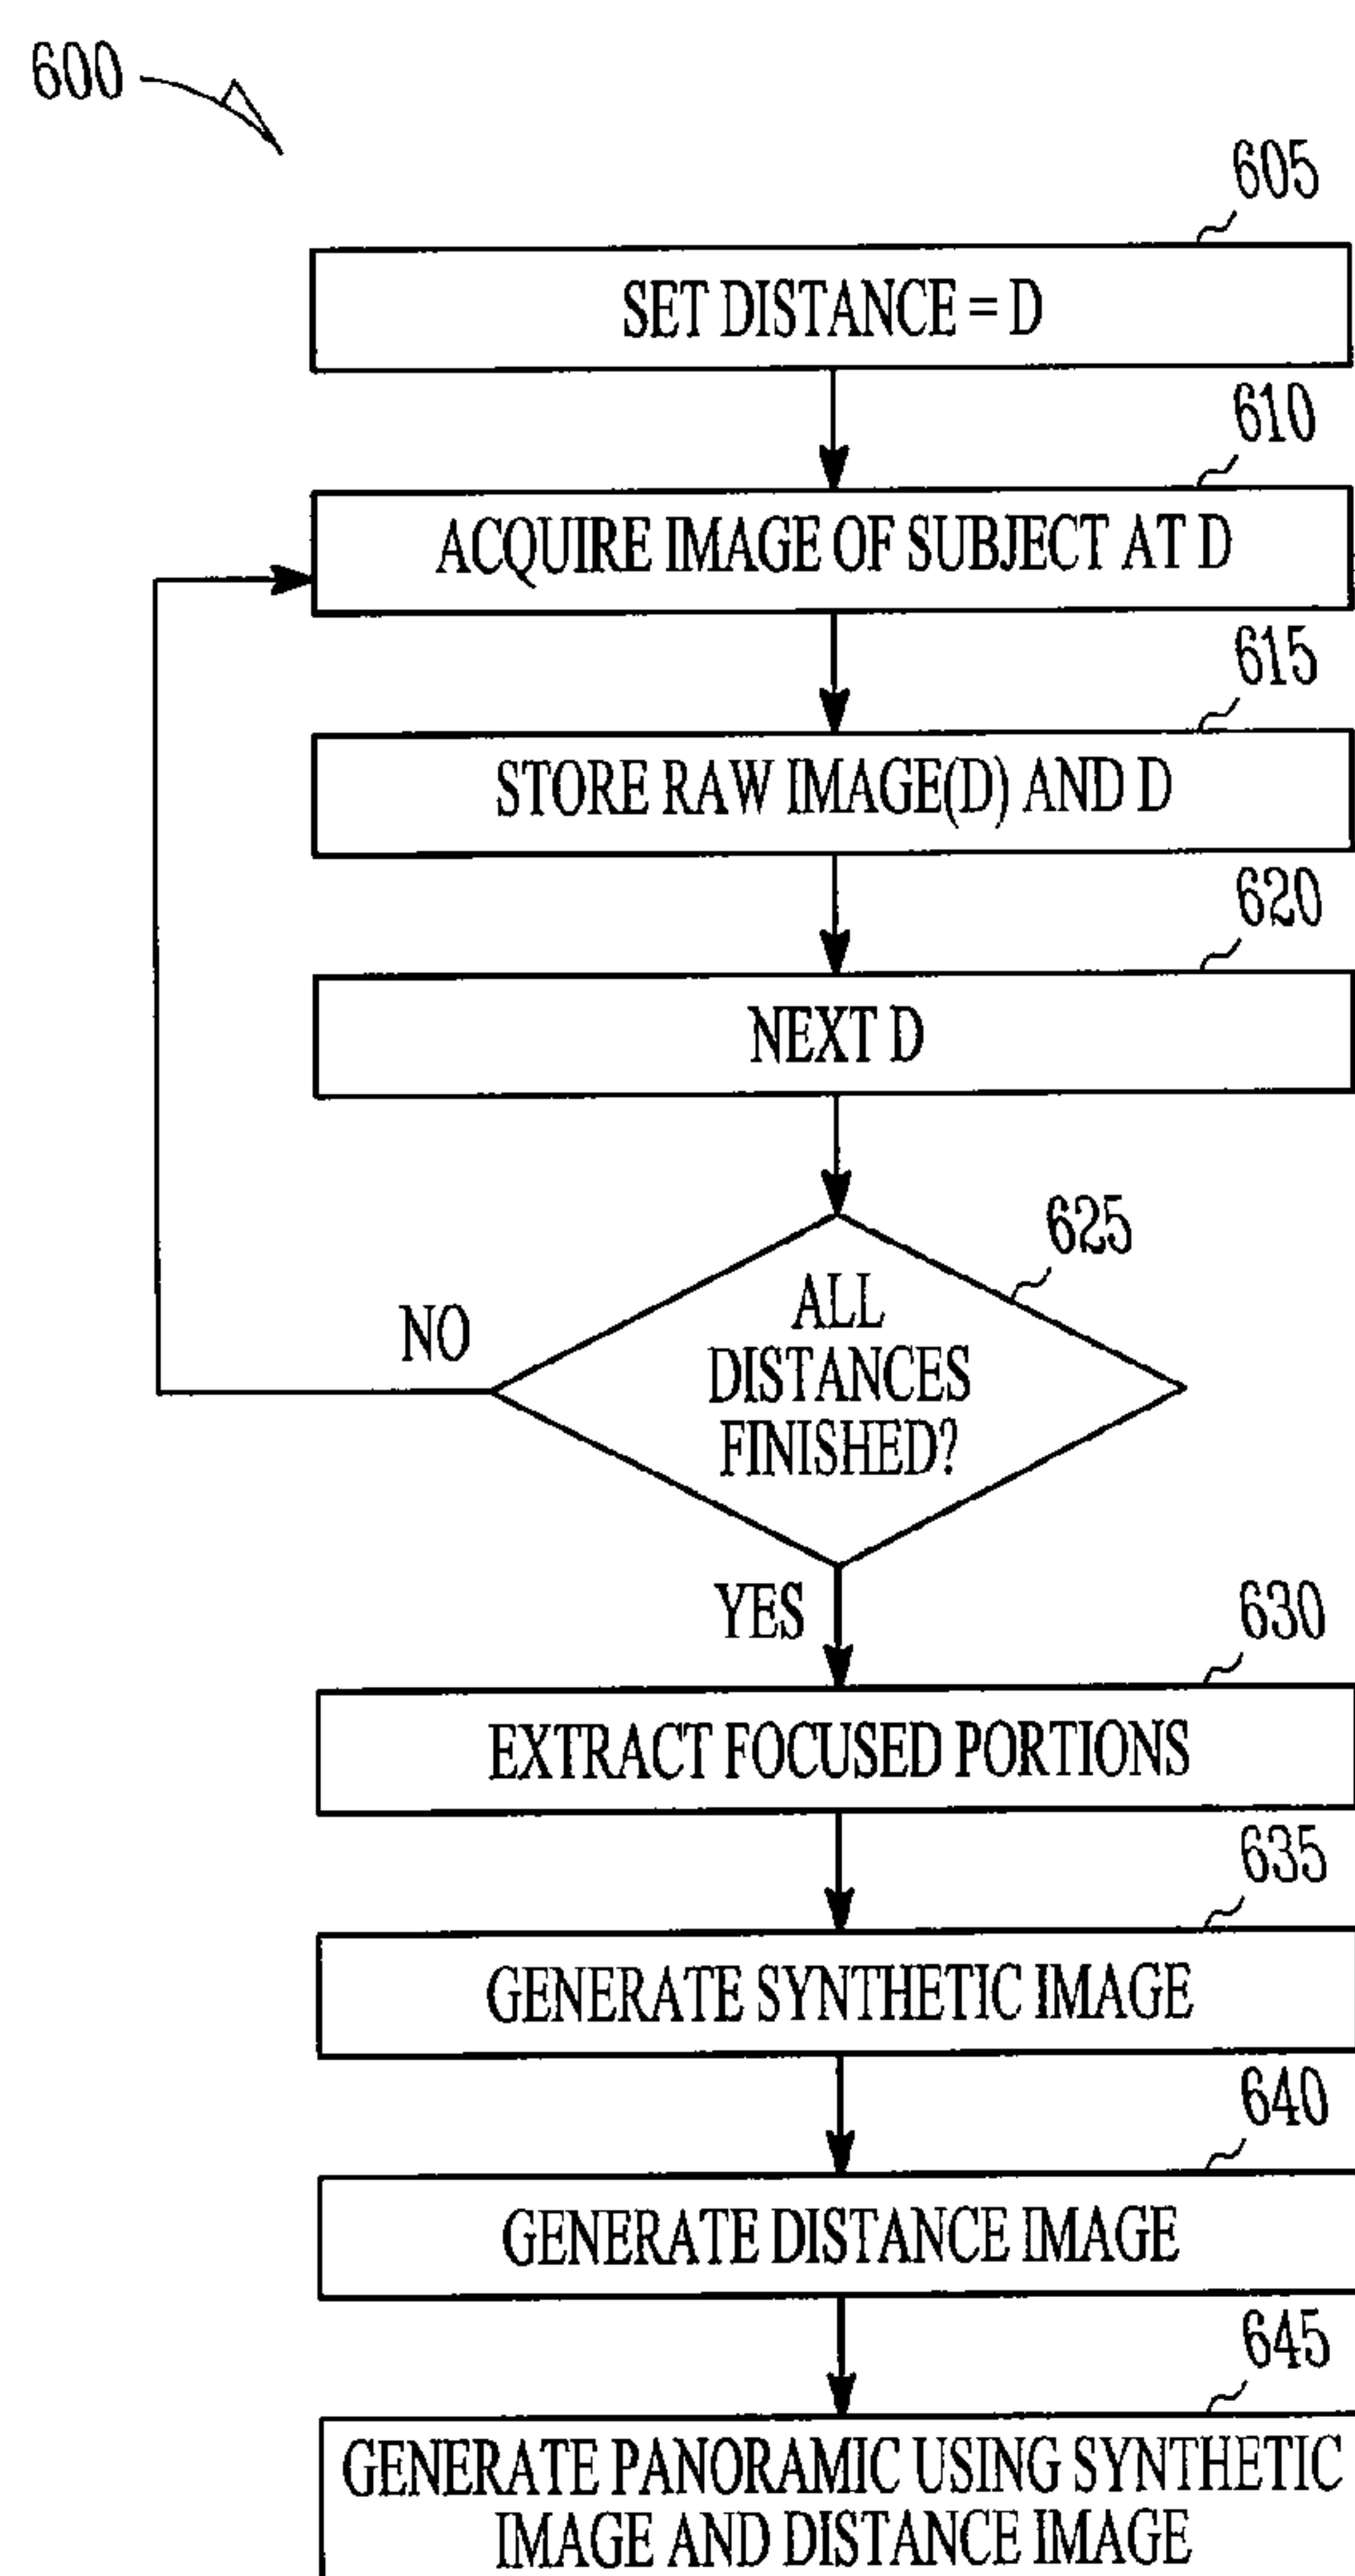 600
605
SET DISTANCE = D
610
ACQUIRE IMAGE OF SUBJECT AT D
615
STORE RAW IMAGE(D) AND D
620
NEXT D
625
ALL
DISTANCES
FINISHED?
NO
YES
630
EXTRACT FOCUSED PORTIONS
635
GENERATE SYNTHETIC IMAGE
640
GENERATE DISTANCE IMAGE
645
GENERATE PANORAMIC USING SYNTHETIC
IMAGE AND DISTANCE IMAGE